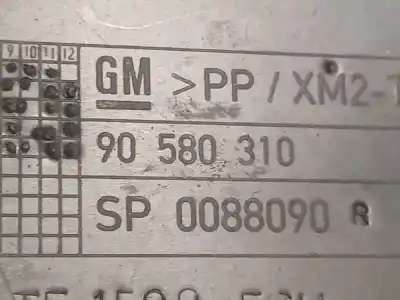 9 10 11 12
GM >PP / XM2-T
90 580 310
SP 0088090 R